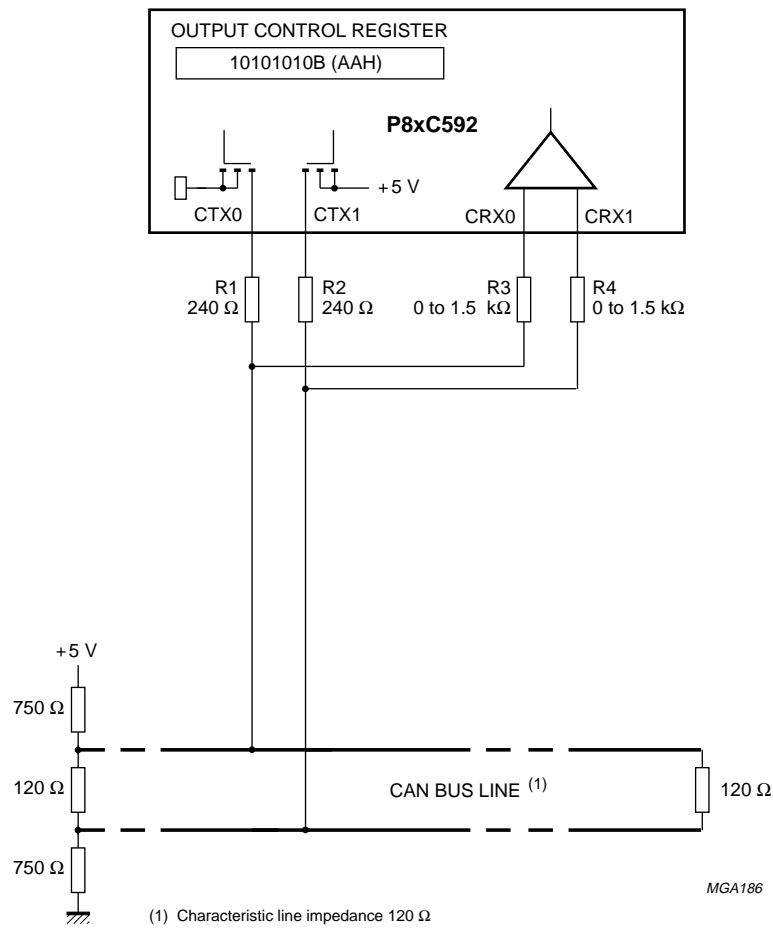 OUTPUT CONTROL REGISTER
10101010B (AAH)
P8xC592
+5 V
CTX0
CTX1
CRX0
CRX1
R1
240 Ω
R2
240 Ω
R3
0 to 1.5 kΩ
R4
0 to 1.5 kΩ
+5 V
750 Ω
120 Ω
CAN BUS LINE (1)
120 Ω
750 Ω
MGA186
(1) Characteristic line impedance 120 Ω